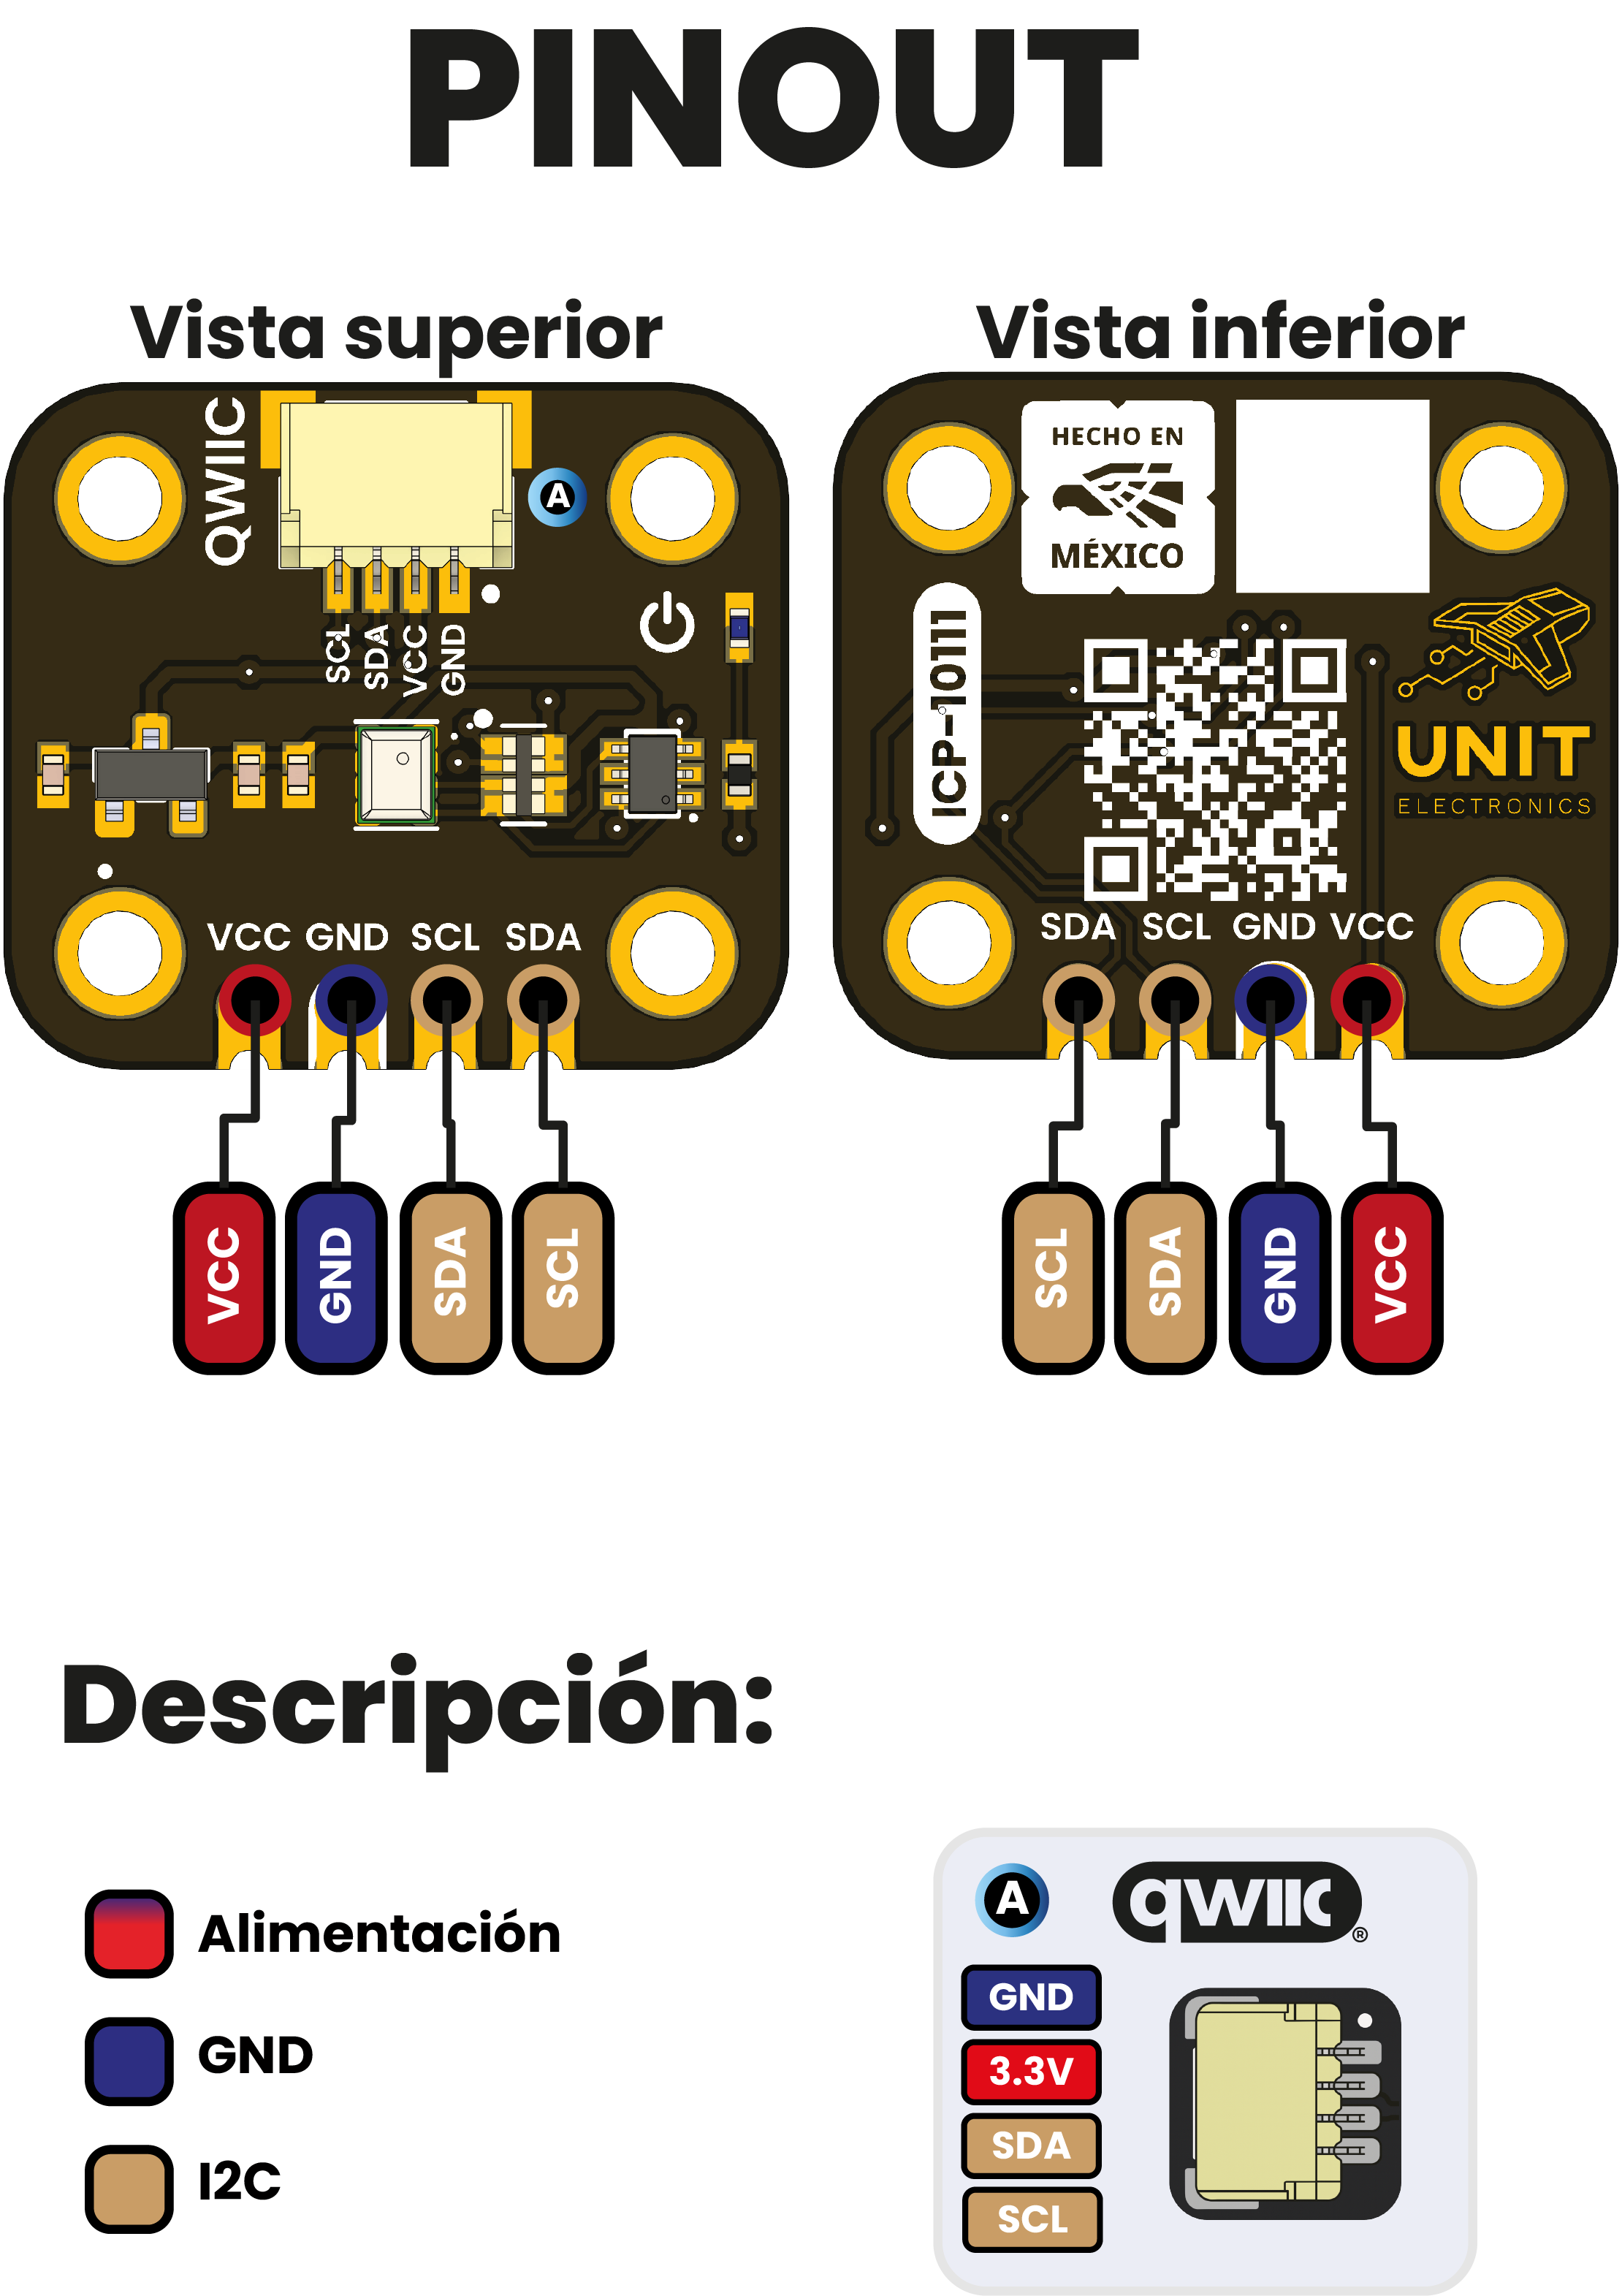 PINOUT
Vista superior
QWIIC
A
SCL
SDA
VCC
GND
VCC GND SCL SDA
VCC
GND
SDA
SCL
Vista inferior
HECHO EN
MÉXICO
ICP-10111
UNIT
ELECTRONICS
SDA SCL GND VCC
SCL
SDA
GND
VCC
Descripción:
Alimentación
GND
I2C
A
qwiic®
GND
3.3V
SDA
SCL